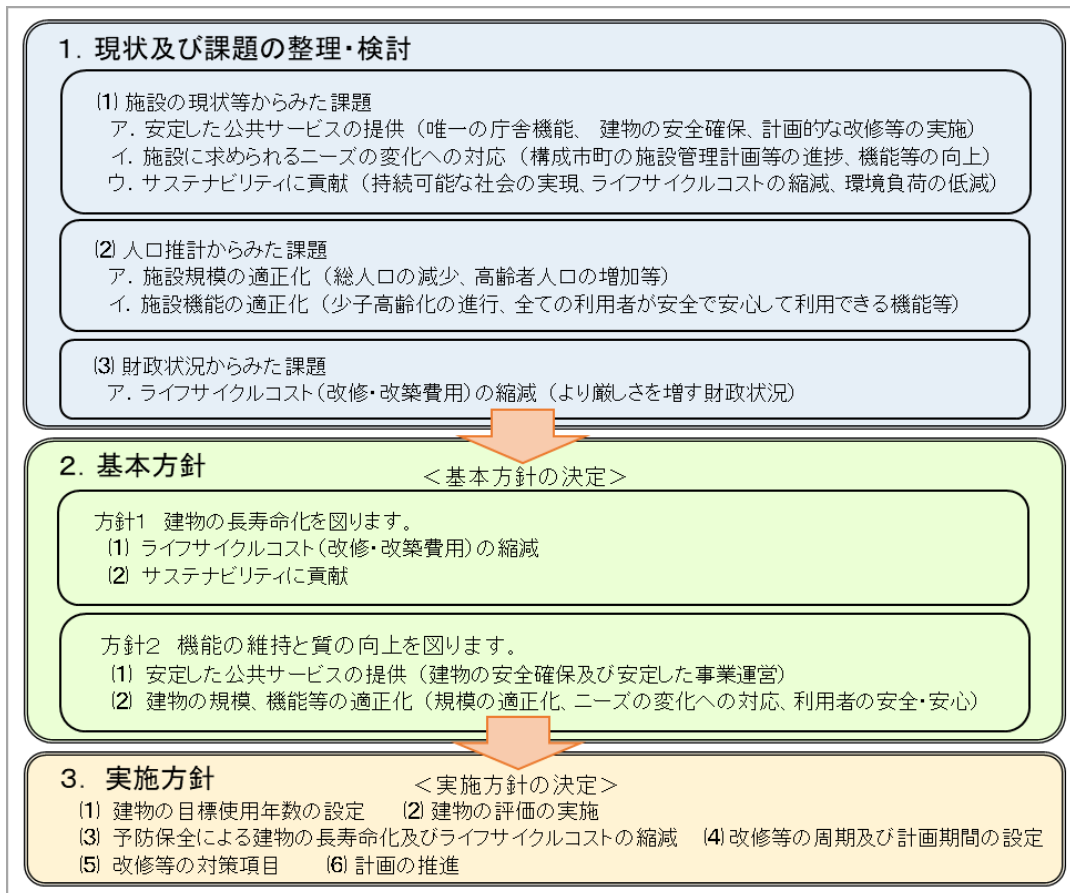 1. 現状及び課題の整理・検討
(1) 施設の現状等からみた課題
ア. 安定した公共サービスの提供（唯一の庁舎機能、 建物の安全確保、計画的な改修等の実施）
イ. 施設に求められるニーズの変化への対応（構成市町の施設管理計画等の進捗、機能等の向上）
ウ. サステナビリティに貢献（持続可能な社会の実現、ライフサイクルコストの縮減、環境負荷の低減）
(2) 人口推計からみた課題
ア. 施設規模の適正化（総人口の減少、高齢者人口の増加等）
イ. 施設機能の適正化（少子高齢化の進行、全ての利用者が安全で安心して利用できる機能等）
(3) 財政状況からみた課題
ア. ライフサイクルコスト（改修・改築費用）の縮減（より厳しさを増す財政状況）
2. 基本方針
＜基本方針の決定＞
方針1 建物の長寿命化を図ります。
(1) ライフサイクルコスト（改修・改築費用）の縮減
(2) サステナビリティに貢献
方針2 機能の維持と質の向上を図ります。
(1) 安定した公共サービスの提供（建物の安全確保及び安定した事業運営）
(2) 建物の規模、機能等の適正化（規模の適正化、ニーズの変化への対応、利用者の安全・安心）
3. 実施方針
＜実施方針の決定＞
(1) 建物の目標使用年数の設定 (2) 建物の評価の実施
(3) 予防保全による建物の長寿命化及びライフサイクルコストの縮減 (4) 改修等の周期及び計画期間の設定
(5) 改修等の対策項目 (6) 計画の推進